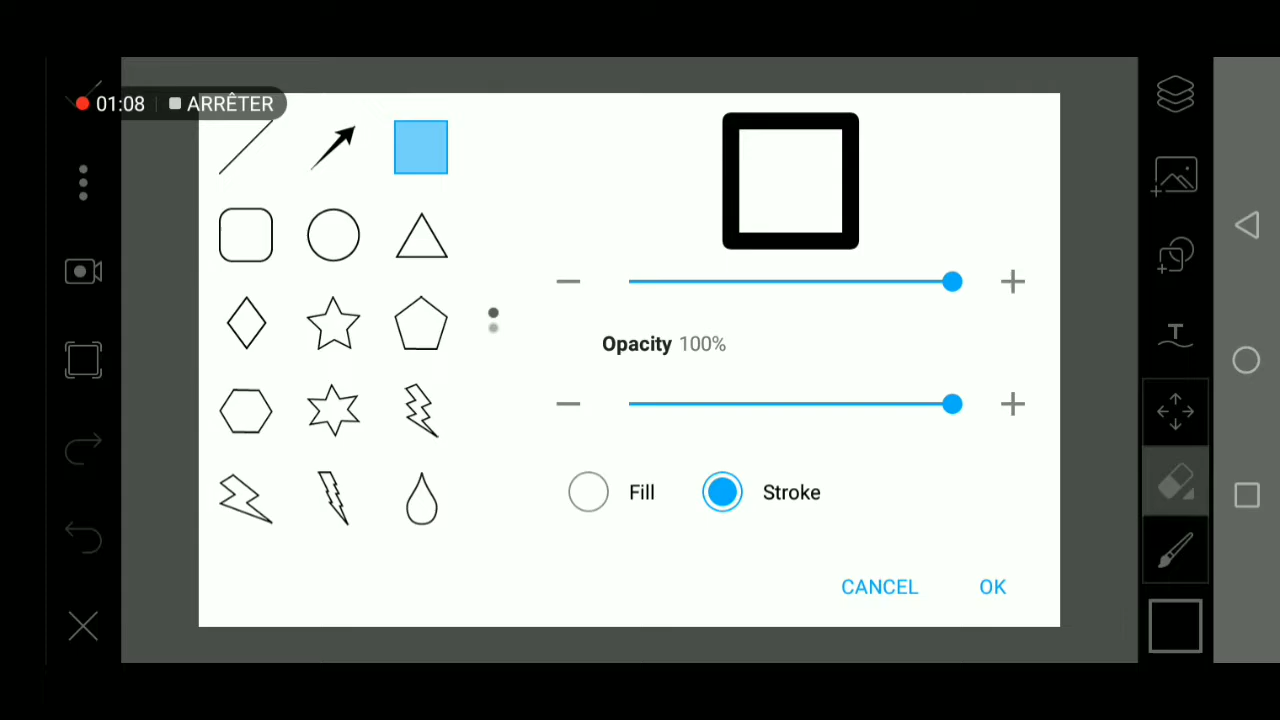 01:08 ARRÊTER
Opacity 100%
Fill Stroke
CANCEL OK
T